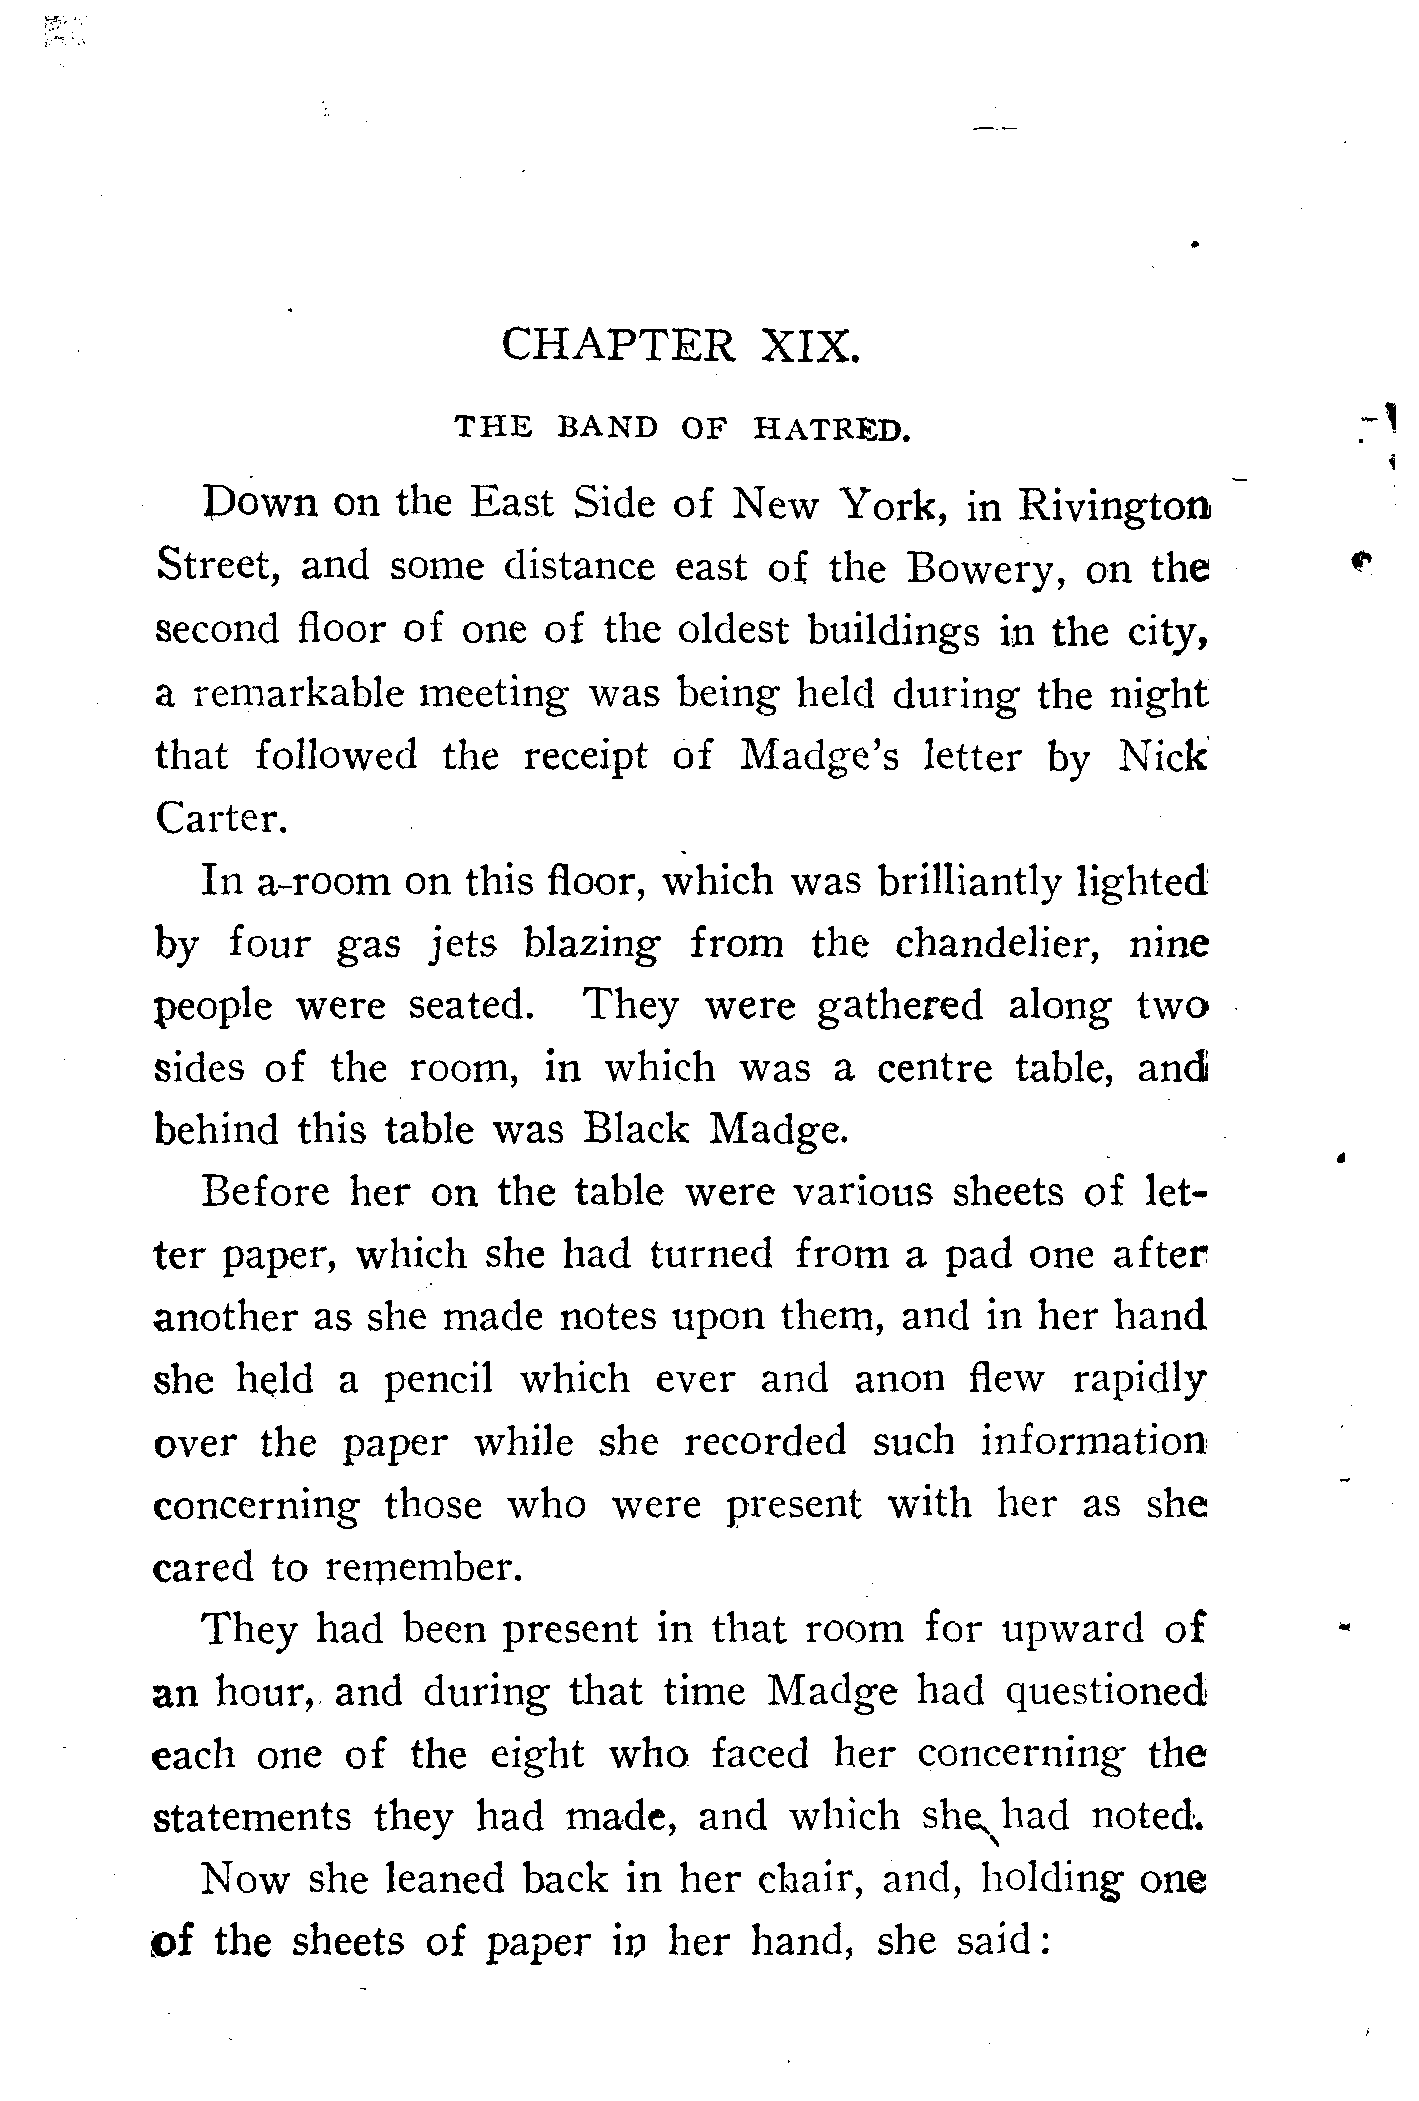 CHAPTER XIX.
THE BAND OF HATRED.
Down on the East Side of New York, in Rivington
Street, and some distance east of the Bowery, on the
second floor of one of the oldest buildings in the city,
a remarkable meeting was being held during the night
that followed the receipt of Madge's letter by Nick
Carter.
In a-room on this floor, which was brilliantly lighted
by four gas jets blazing from the chandelier, nine
people were seated. They were gathered along two
sides of the room, in which was a centre table, and
behind this table was Black Madge.
Before her on the table were various sheets of let-
ter paper, which she had turned from a pad one after
another as she made notes upon them, and in her hand
she held a pencil which ever and anon flew rapidly
over the paper while she recorded such information
concerning those who were present with her as she
cared to remember.
They had been present in that room for upward of
an hour, and during that time Madge had questioned
each one of the eight who faced her concerning the
statements they had made, and which she had noted.
Now she leaned back in her chair, and, holding one
of the sheets of paper in her hand, she said: